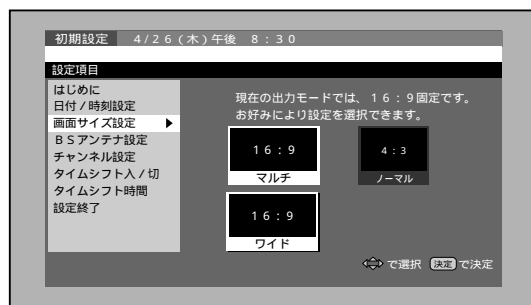 初期設定 4/26(木)午後 8:30
設定項目
はじめに
日付/時刻設定
画面サイズ設定 ▶
BSアンテナ設定
チャンネル設定
タイムシフト入/切
タイムシフト時間
設定終了
現在の出力モードでは、16:9固定です。
お好みにより設定を選択できます。
16:9
マルチ
4:3
ノーマル
16:9
ワイド
で選択 決定 で決定